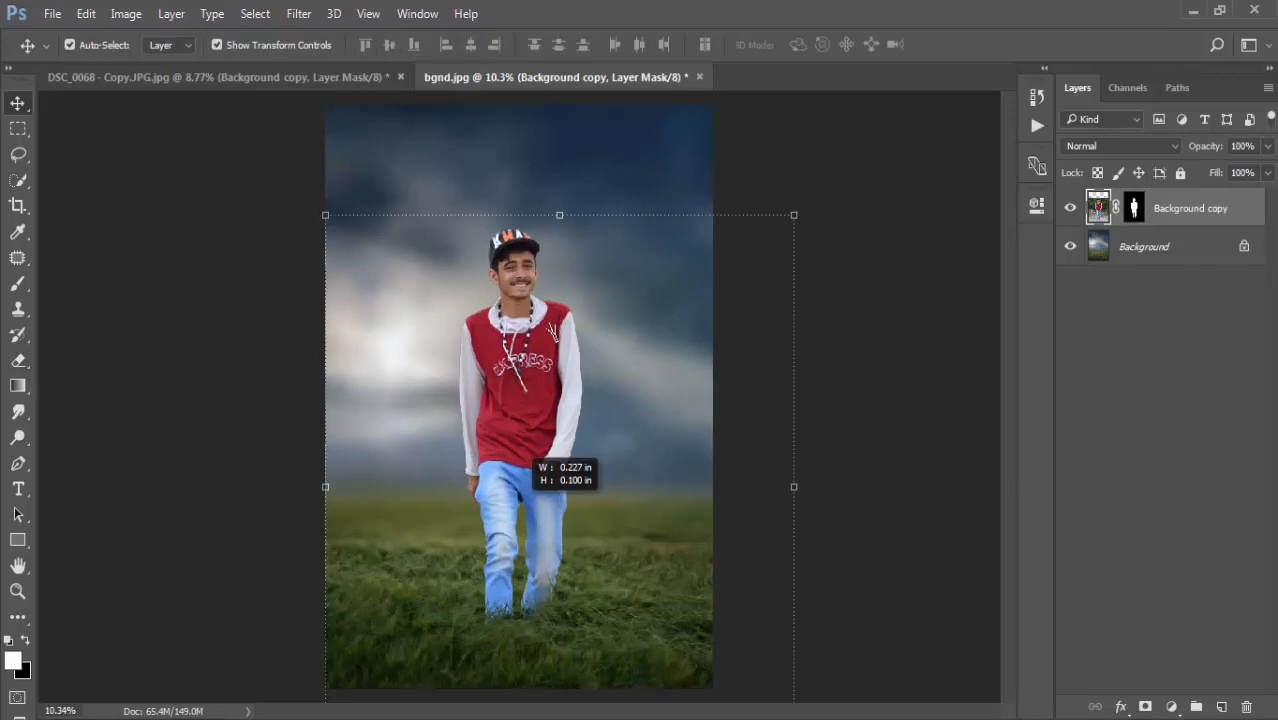 Ps File Edit Image Layer Type Select Filter 3D View Window Help
Auto-Select: Layer Show Transform Controls 3D Mode:
DSC_0068 - Copy.JPG.jpg @ 8.77% (Background copy, Layer Mask/8) * × bgnd.jpg @ 10.3% (Background copy, Layer Mask/8) * ×
Layers Channels Paths
Kind
Normal Opacity: 100%
Lock: Fill: 100%
Background copy
Background
W : 0.227 in
H : 0.100 in
10.34% Doc: 65.4M/149.0M